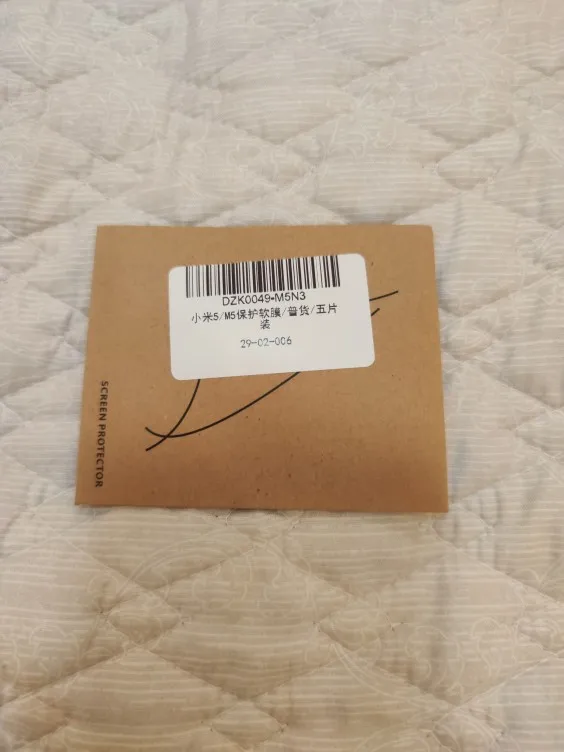 DZK0049-M5N3
小米5/M5保护软膜/普货/五片
装
29-02-006
SCREEN PROTECTOR